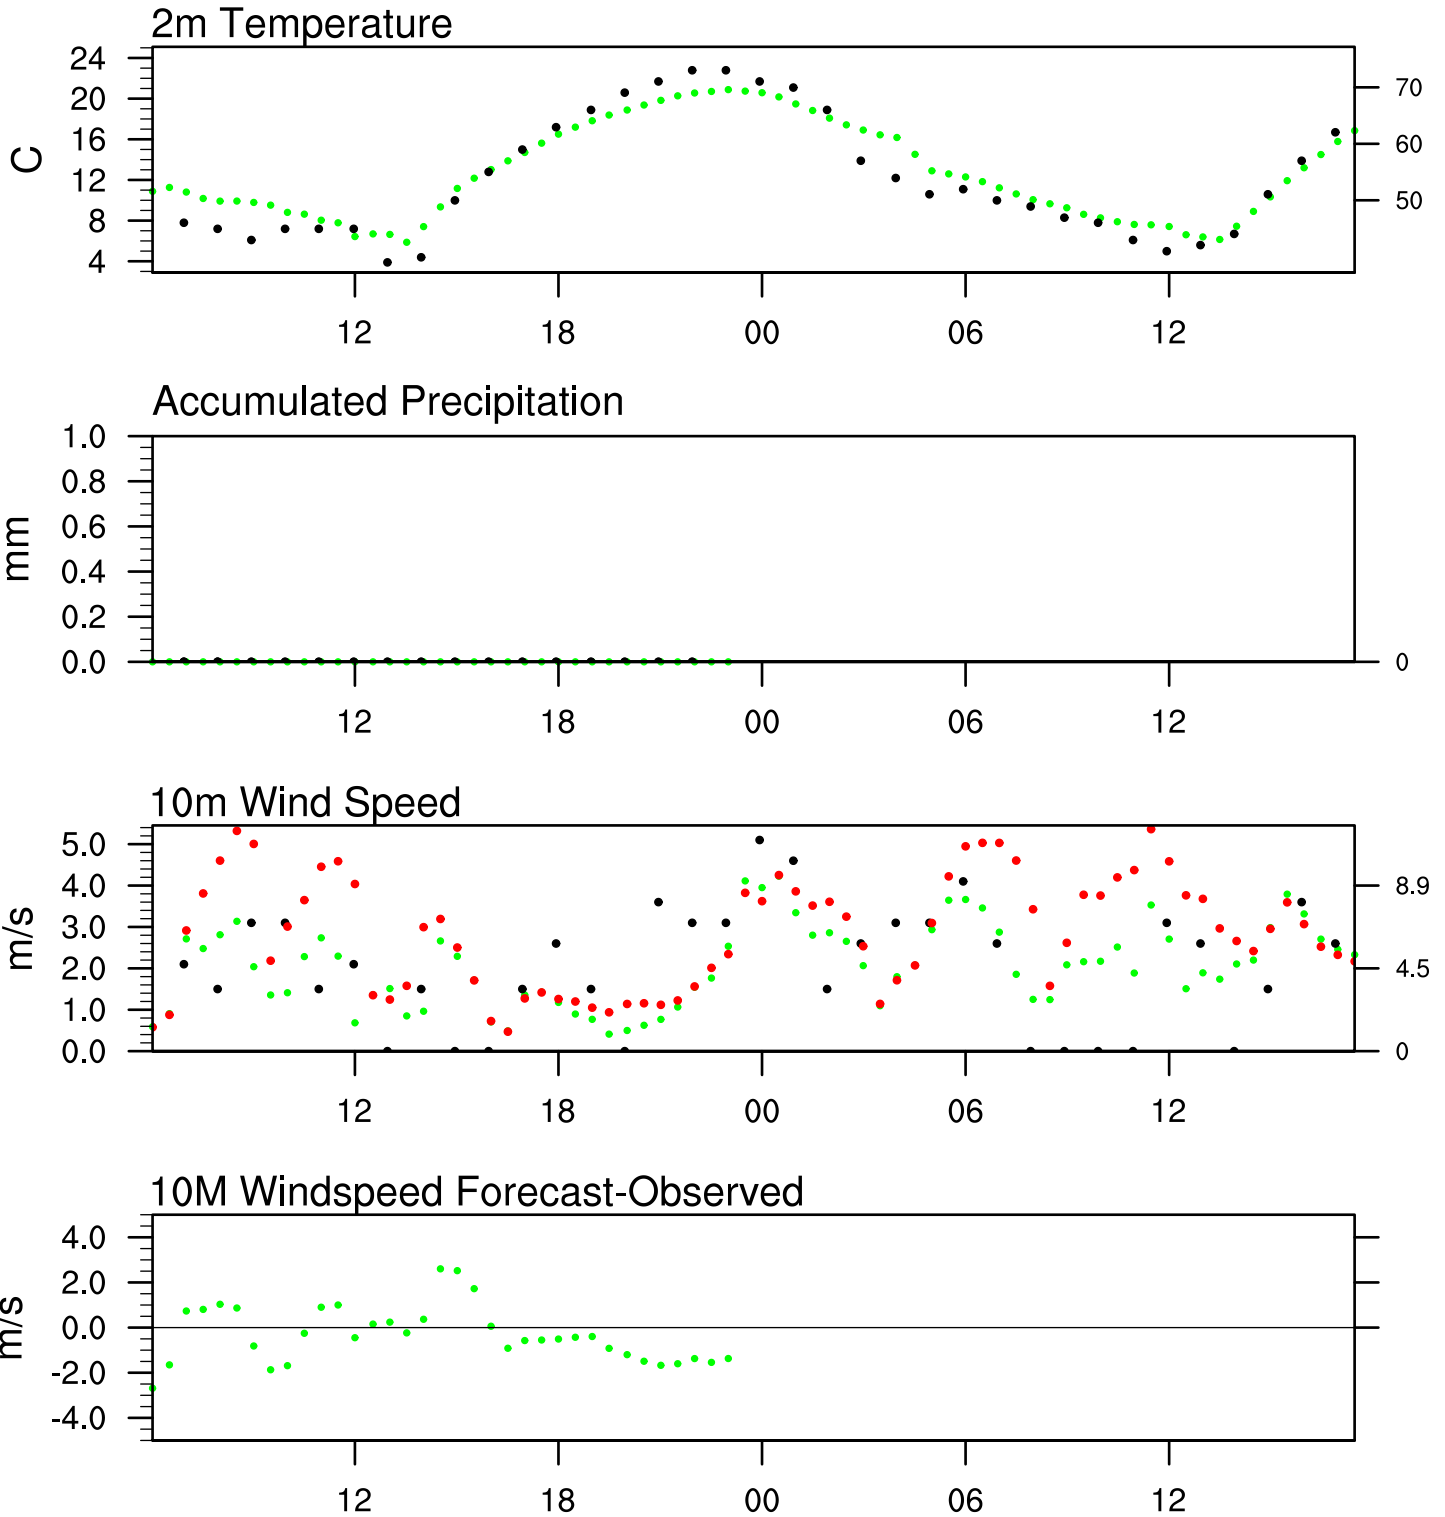 2m Temperature
24
20
16
12
8
4
C
70
60
50
12 18 00 06 12
Accumulated Precipitation
1.0
0.8
0.6
0.4
0.2
0.0
mm
0
12 18 00 06 12
10m Wind Speed
5.0
4.0
3.0
2.0
1.0
0.0
m/s
8.9
4.5
0
12 18 00 06 12
10M Windspeed Forecast-Observed
4.0
2.0
0.0
-2.0
-4.0
m/s
12 18 00 06 12